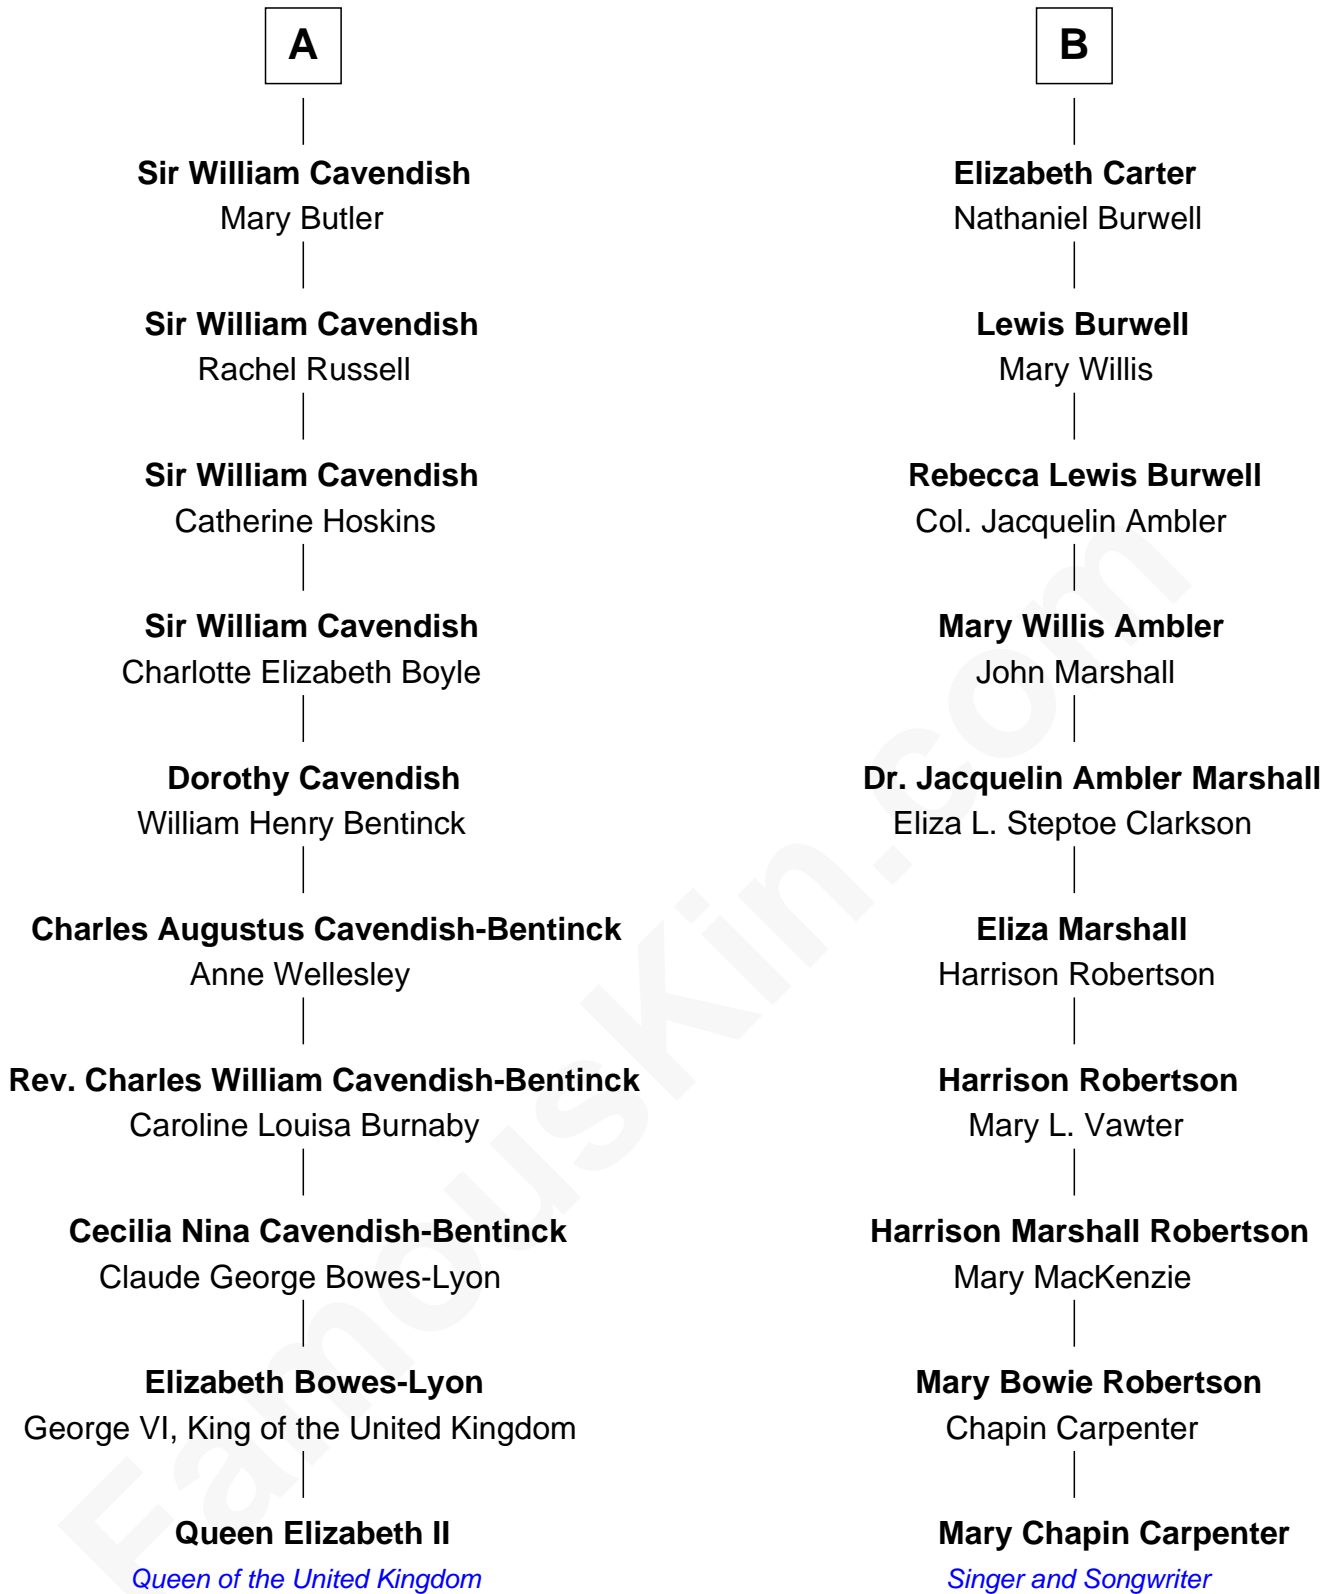 A
Sir William Cavendish
Mary Butler
Sir William Cavendish
Rachel Russell
Sir William Cavendish
Catherine Hoskins
Sir William Cavendish
Charlotte Elizabeth Boyle
Dorothy Cavendish
William Henry Bentinck
Charles Augustus Cavendish-Bentinck
Anne Wellesley
Rev. Charles William Cavendish-Bentinck
Caroline Louisa Burnaby
Cecilia Nina Cavendish-Bentinck
Claude George Bowes-Lyon
Elizabeth Bowes-Lyon
George VI, King of the United Kingdom
Queen Elizabeth II
Queen of the United Kingdom
B
Elizabeth Carter
Nathaniel Burwell
Lewis Burwell
Mary Willis
Rebecca Lewis Burwell
Col. Jacquelin Ambler
Mary Willis Ambler
John Marshall
Dr. Jacquelin Ambler Marshall
Eliza L. Steptoe Clarkson
Eliza Marshall
Harrison Robertson
Harrison Robertson
Mary L. Vawter
Harrison Marshall Robertson
Mary MacKenzie
Mary Bowie Robertson
Chapin Carpenter
Mary Chapin Carpenter
Singer and Songwriter
FamousKin.com